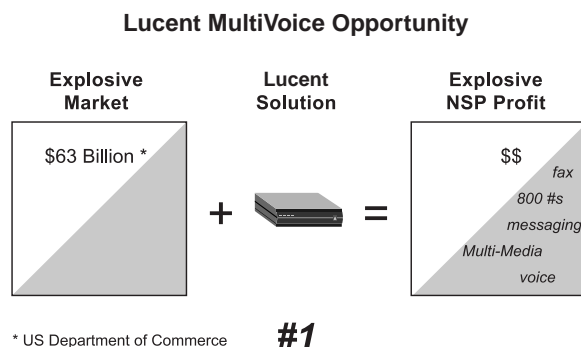 Lucent MultiVoice Opportunity
Explosive
Market
Lucent
Solution
Explosive
NSP Profit
$63 Billion *
+
=
$$
fax
800 #s
messaging
Multi-Media
voice
* US Department of Commerce
#1